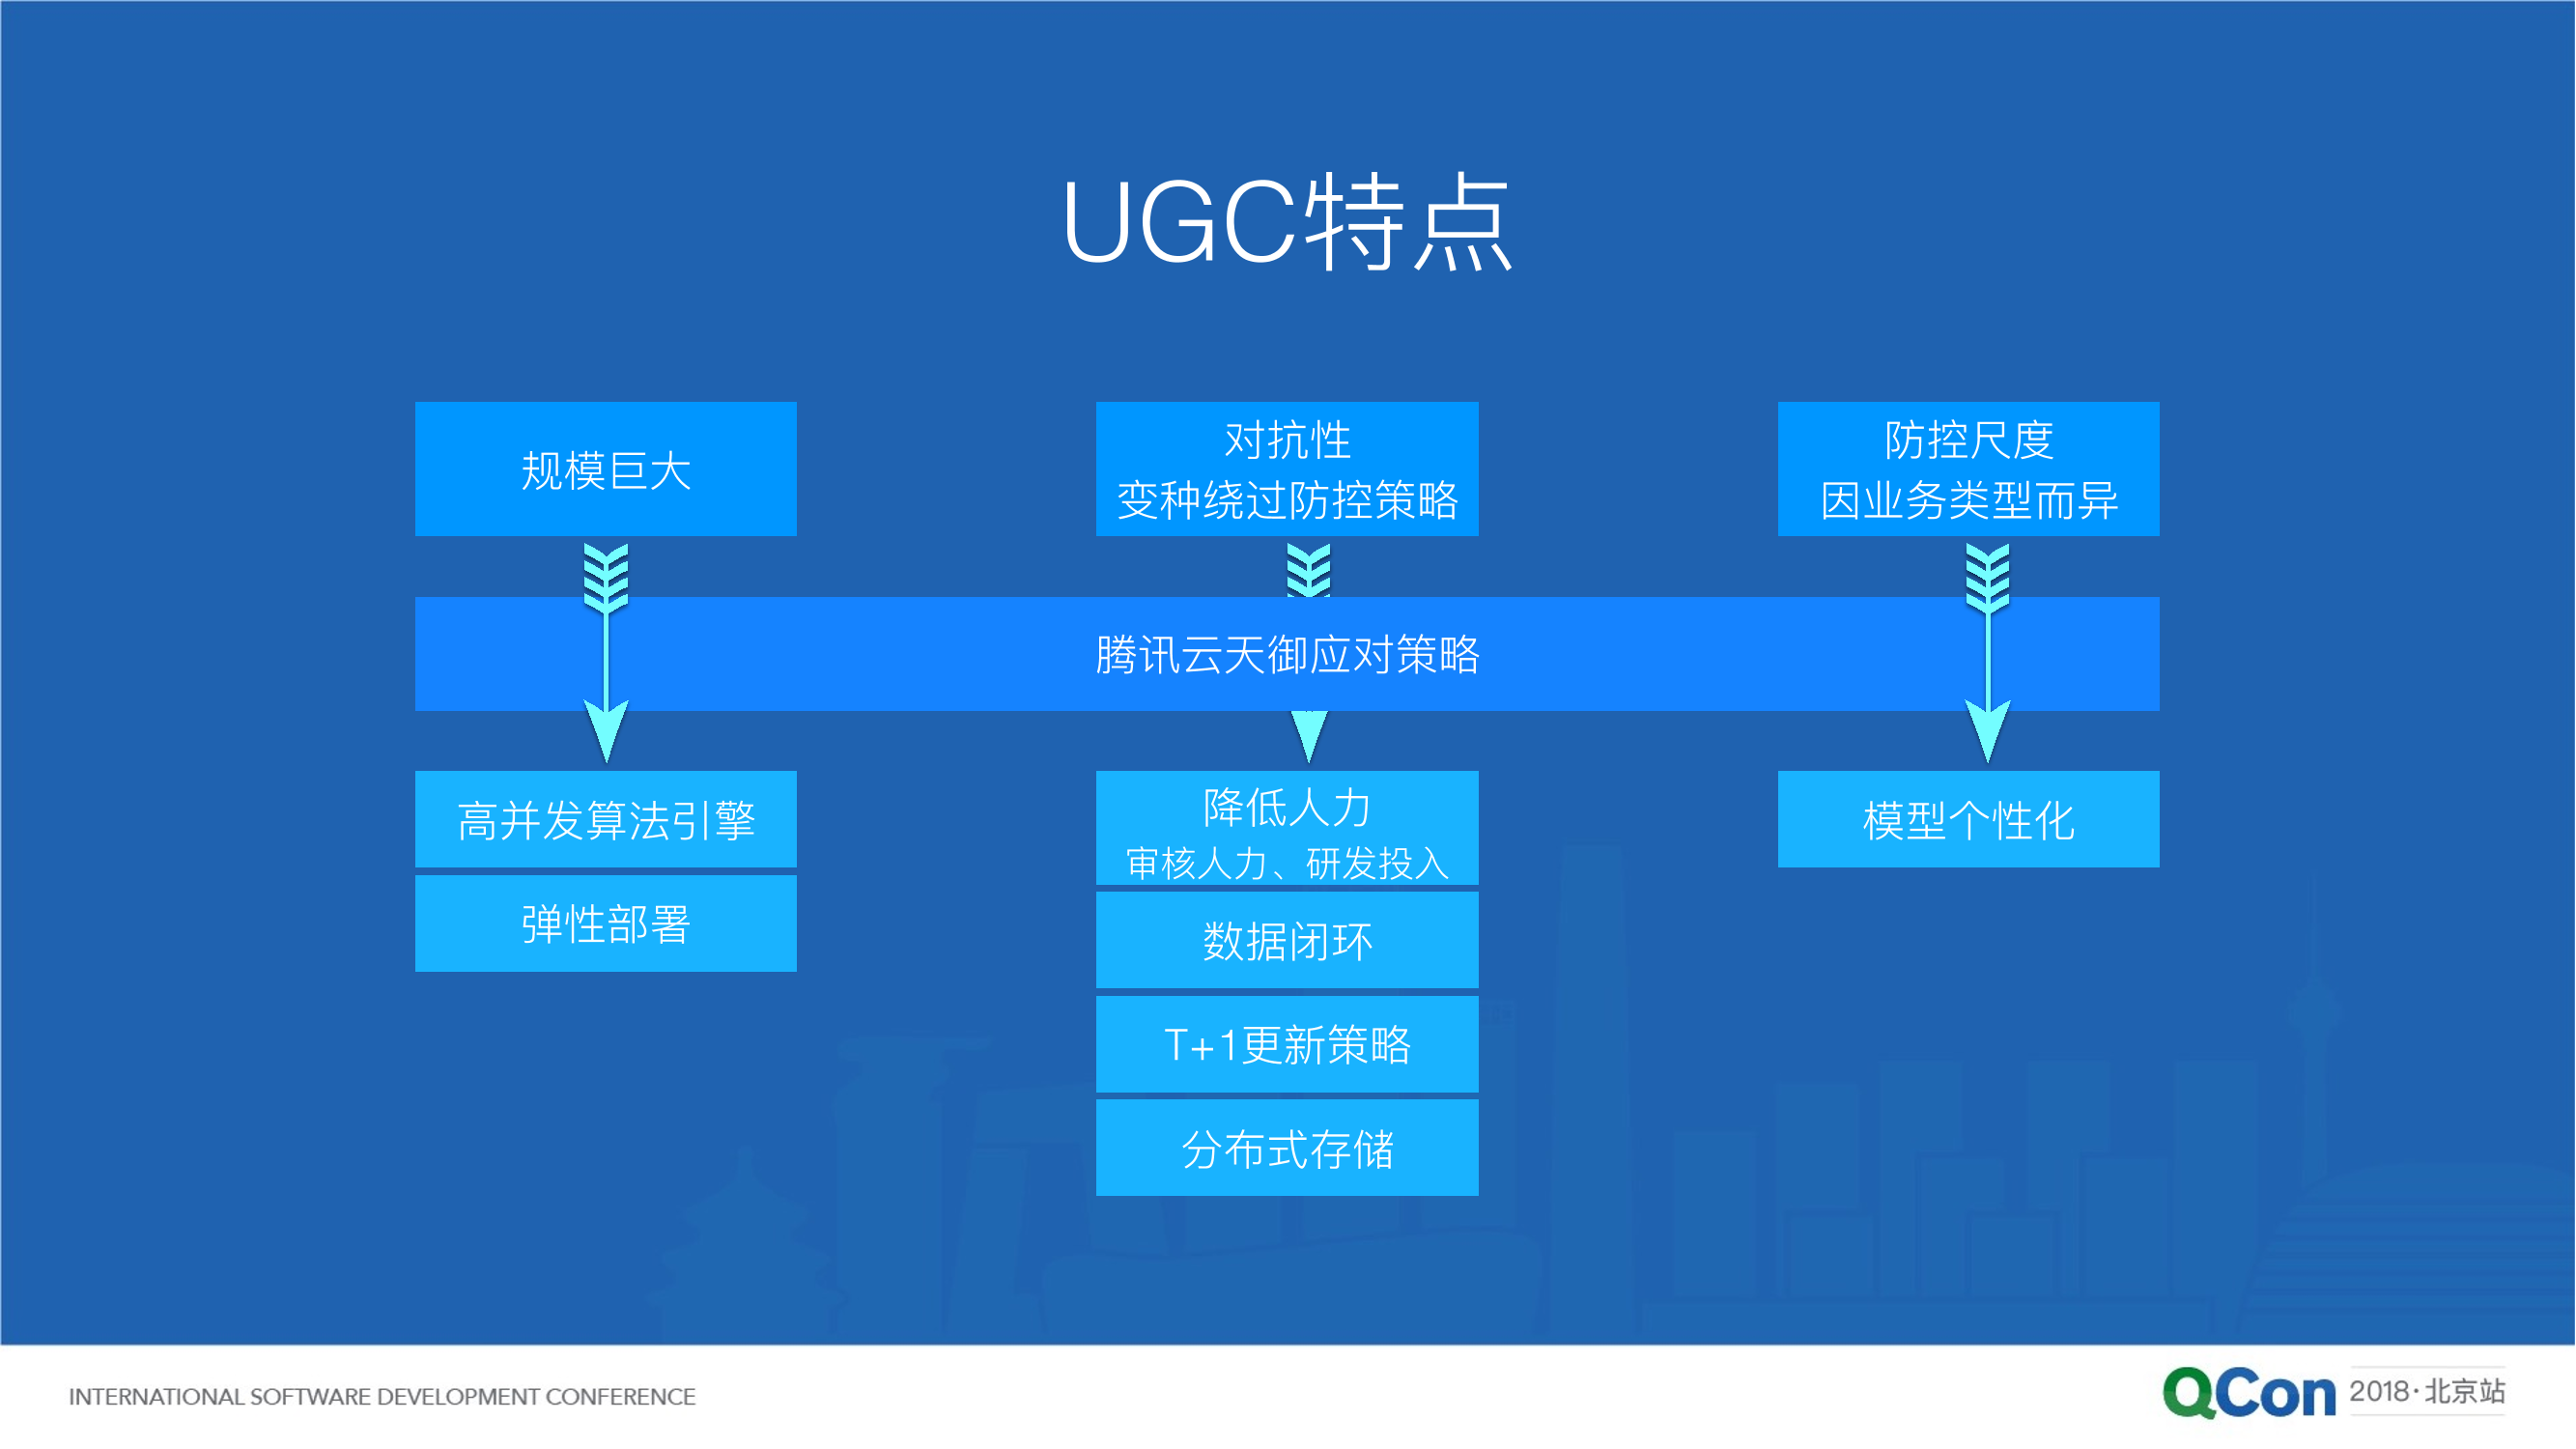 UGC特点
规模巨大
对抗性
变种绕过防控策略
防控尺度
因业务类型而异
腾讯云天御应对策略
高并发算法引擎
弹性部署
降低人力
审核人力、研发投入
数据闭环
T+1更新策略
分布式存储
模型个性化
INTERNATIONAL SOFTWARE DEVELOPMENT CONFERENCE
QCon 2018·北京站